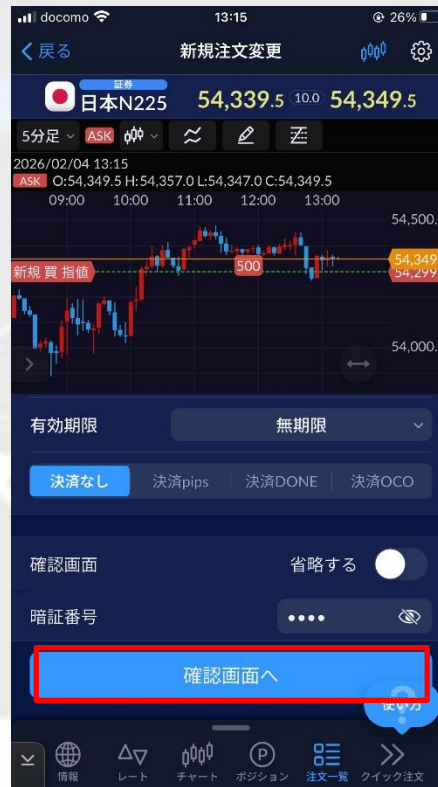 docomo 13:15 26%
戻る 新規注文変更
証券
日本N225 54,339.5 10.0 54,349.5
5分足 ASK
2026/02/04 13:15
ASK O:54,349.5 H:54,357.0 L:54,347.0 C:54,349.5
09:00 10:00 11:00 12:00 13:00
54,500.
54,349
新規 買 指値 500 54,299
54,000.
有効期限 無期限
決済なし 決済pips 決済DONE 決済OCO
確認画面 省略する
暗証番号 ••••
確認画面へ
使い方
?
情報 レート チャート P ポジション 注文一覧 クイック注文